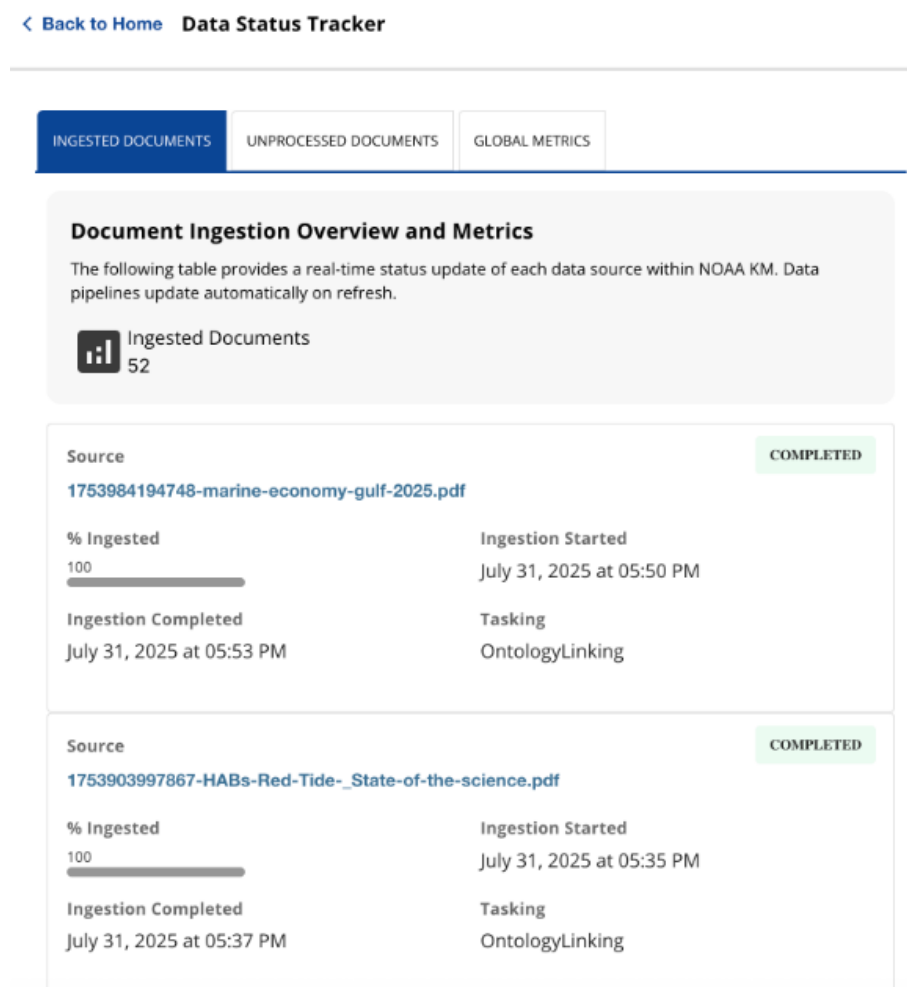 Back to Home Data Status Tracker
INGESTED DOCUMENTS UNPROCESSED DOCUMENTS GLOBAL METRICS
Document Ingestion Overview and Metrics
The following table provides a real-time status update of each data source within NOAA KM. Data
pipelines update automatically on refresh.
Ingested Documents
52
Source COMPLETED
1753984194748-marine-economy-gulf-2025.pdf
% Ingested Ingestion Started
100
July 31, 2025 at 05:50 PM
Ingestion Completed Tasking
July 31, 2025 at 05:53 PM OntologyLinking
Source COMPLETED
1753903997867-HABs-Red-Tide-_State-of-the-science.pdf
% Ingested Ingestion Started
100
July 31, 2025 at 05:35 PM
Ingestion Completed Tasking
July 31, 2025 at 05:37 PM OntologyLinking